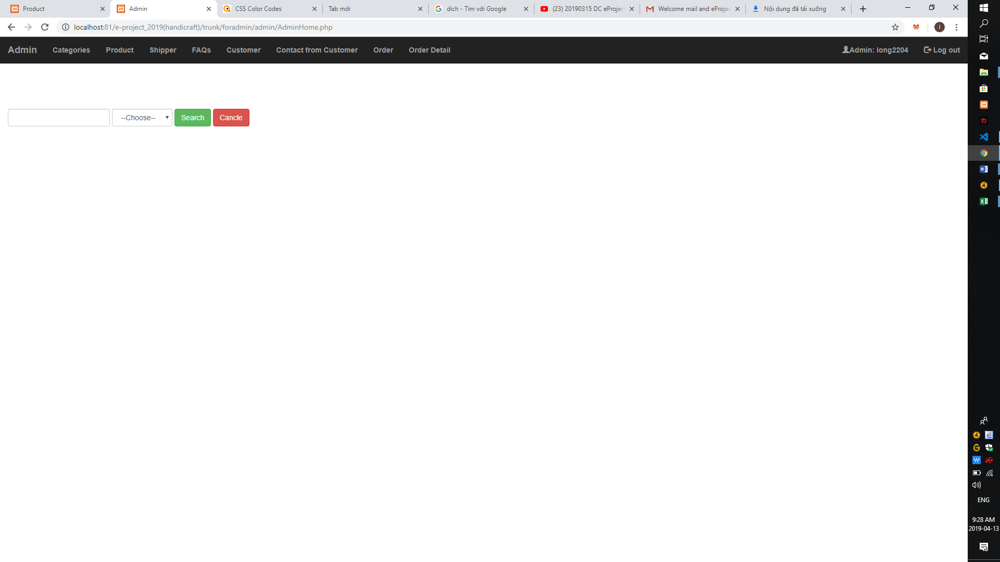 Product
Admin
CSS Color Codes
Tab mới
dich - Tìm với Google
(23) 20190315 DC eProjec
Welcome mail and eProjec
Nội dung đã tải xuống
localhost:81/e-project_2019(handicraft)/trunk/foradmin/admin/AdminHome.php
Admin Categories Product Shipper FAQs Customer Contact from Customer Order Order Detail Admin: long2204 Log out
--Choose-- Search Cancle
ENG
9:28 AM
2019-04-13